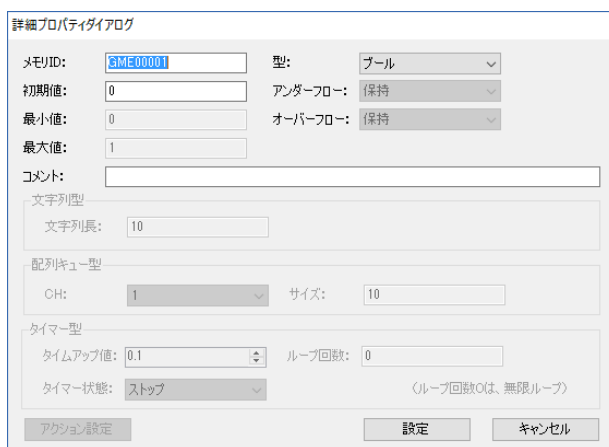 詳細プロパティダイアログ
メモリID: GME00001 型: ブール
初期値: 0 アンダーフロー: 保持
最小値: 0 オーバーフロー: 保持
最大値: 1
コメント:
文字列型
文字列長: 10
配列キュー型
CH: 1 サイズ: 10
タイマー型
タイムアップ値: 0.1 ループ回数: 0
タイマー状態: ストップ (ループ回数0は、無限ループ)
アクション設定 設定 キャンセル